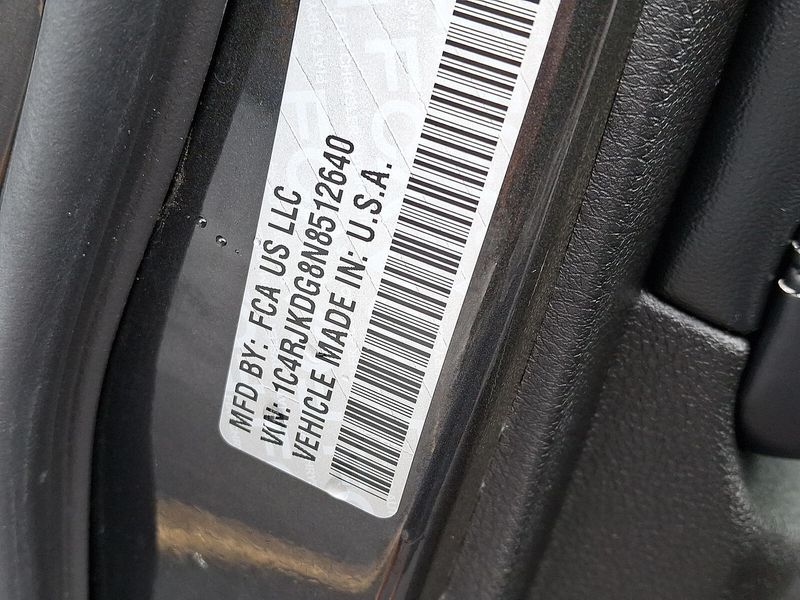 MFD BY: FCA US LLC
VIN: 1C4RJKDG8N8512640
VEHICLE MADE IN: U.S.A.